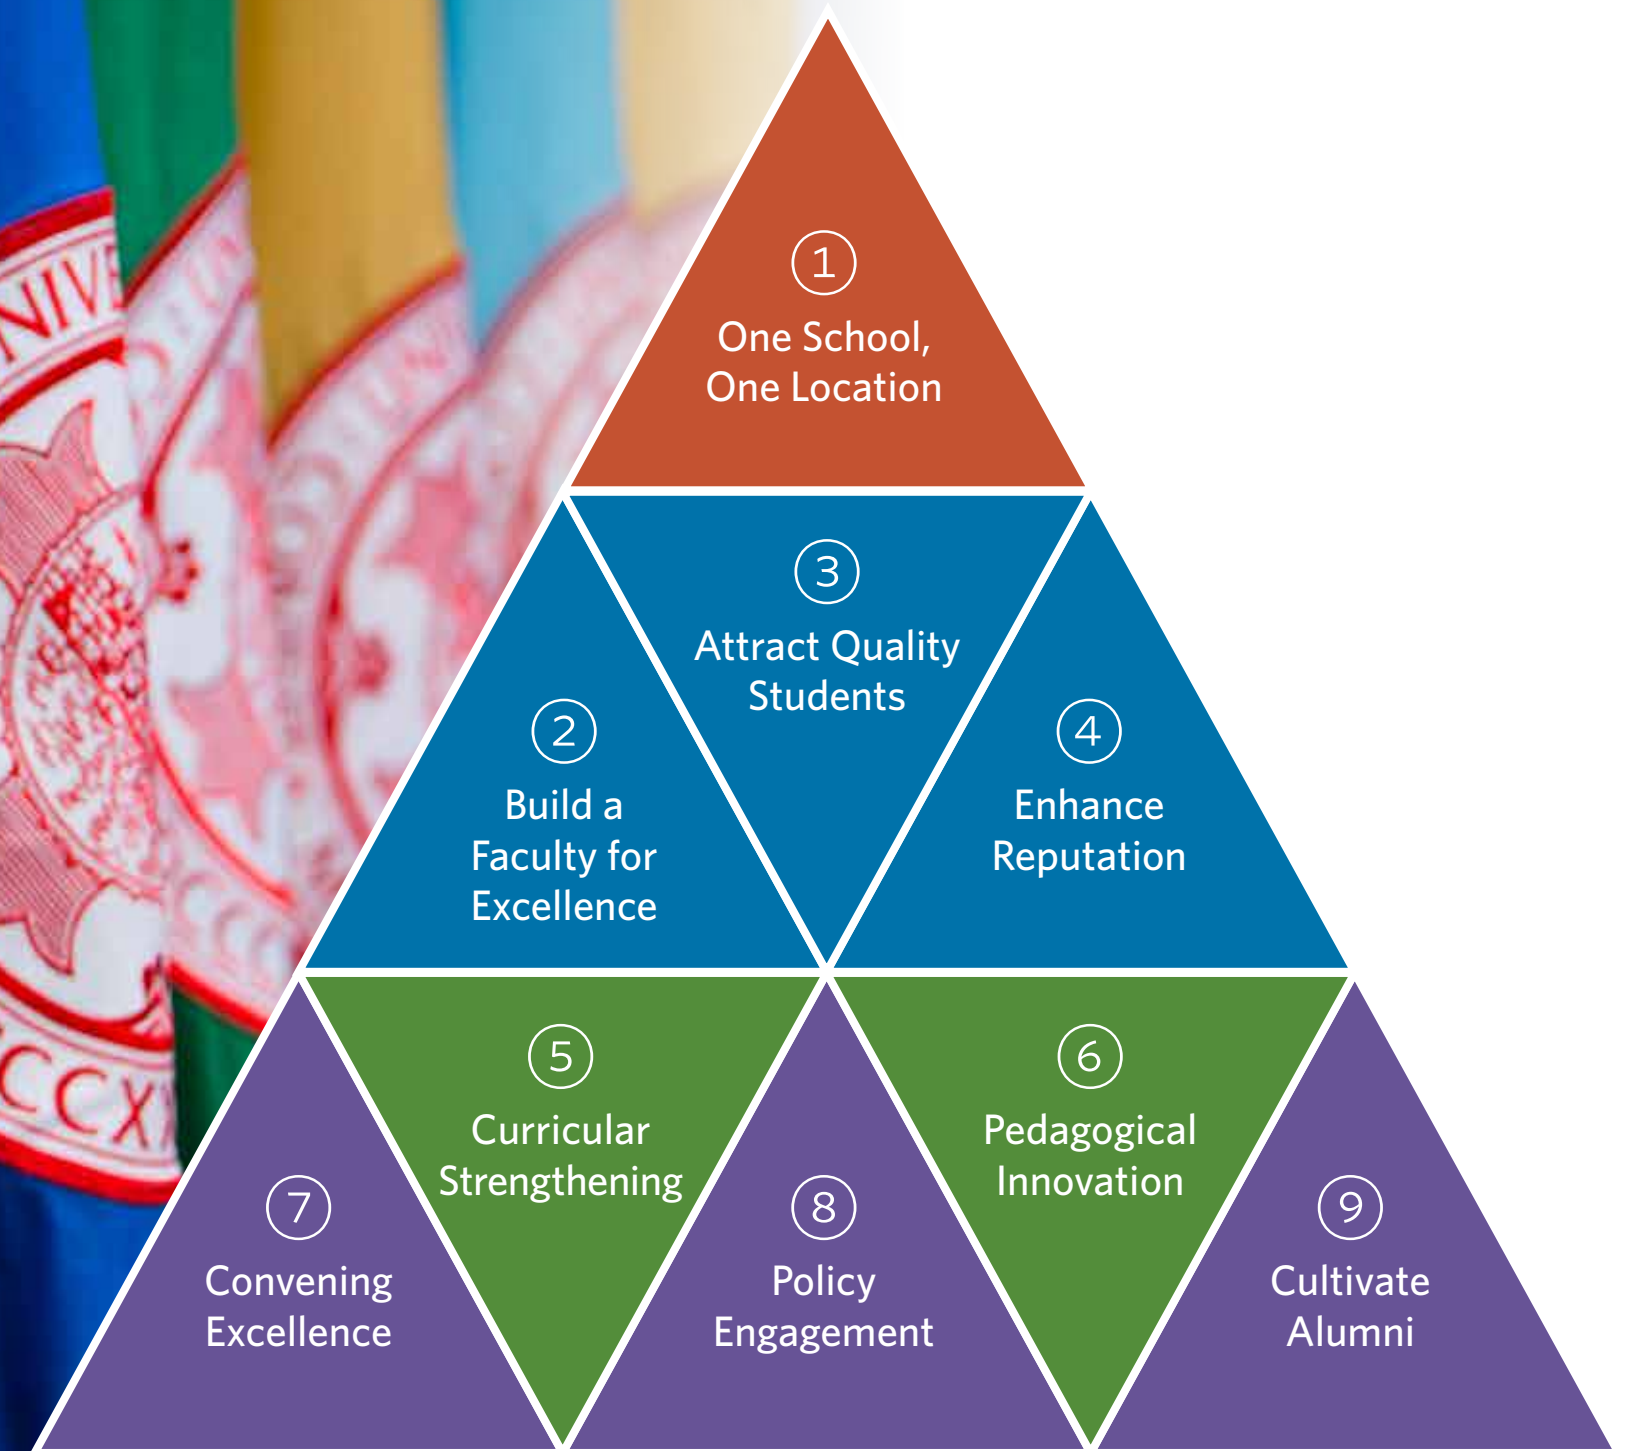 1
One School,
One Location
3
Attract Quality
Students
2
Build a
Faculty for
Excellence
4
Enhance
Reputation
5
Curricular
Strengthening
6
Pedagogical
Innovation
7
Convening
Excellence
8
Policy
Engagement
9
Cultivate
Alumni